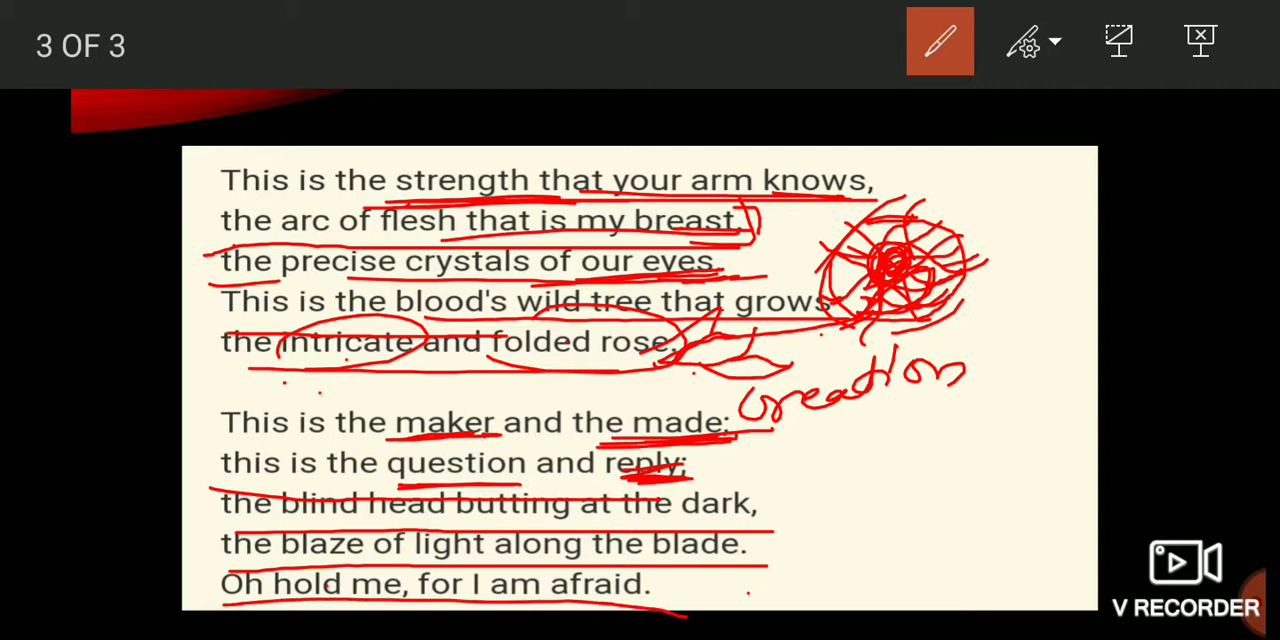 3 OF 3
This is the strength that your arm knows,
the arc of flesh that is my breast,
the precise crystals of our eyes.
This is the blood's wild tree that grows
the intricate and folded rose.
creation
This is the maker and the made:
this is the question and reply;
the blind head butting at the dark,
the blaze of light along the blade.
Oh hold me, for I am afraid.
V RECORDER